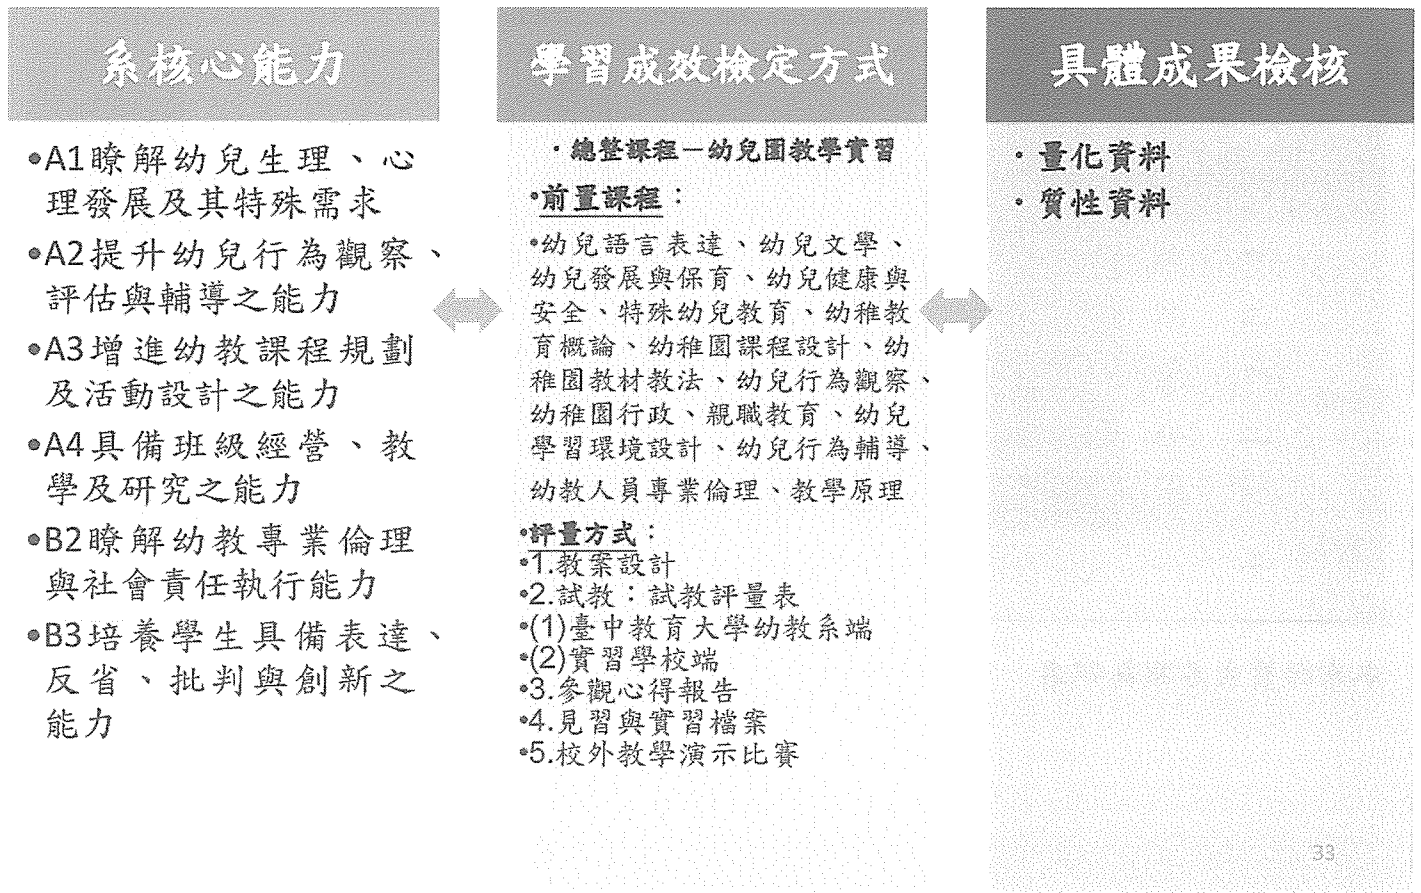 系核心能力
•A1瞭解幼兒生理、心
理發展及其特殊需求
•A2提升幼兒行為觀察、
評估與輔導之能力
•A3增進幼教課程規劃
及活動設計之能力
•A4具備班級經營、教
學及研究之能力
•B2瞭解幼教專業倫理
與社會責任執行能力
•B3培養學生具備表達、
反省、批判與創新之
能力
學習成效檢定方式
·總整課程－幼兒園教學實習
•前置課程：
•幼兒語言表達、幼兒文學、
幼兒發展與保育、幼兒健康與
安全、特殊幼兒教育、幼稚教
育概論、幼稚園課程設計、幼
稚園教材教法、幼兒行為觀察、
幼稚園行政、親職教育、幼兒
學習環境設計、幼兒行為輔導、
幼教人員專業倫理、教學原理
•評量方式：
•1.教案設計
•2.試教：試教評量表
•(1)臺中教育大學幼教系端
•(2)實習學校端
•3.參觀心得報告
•4.見習與實習檔案
•5.校外教學演示比賽
具體成果檢核
·量化資料
·質性資料
33